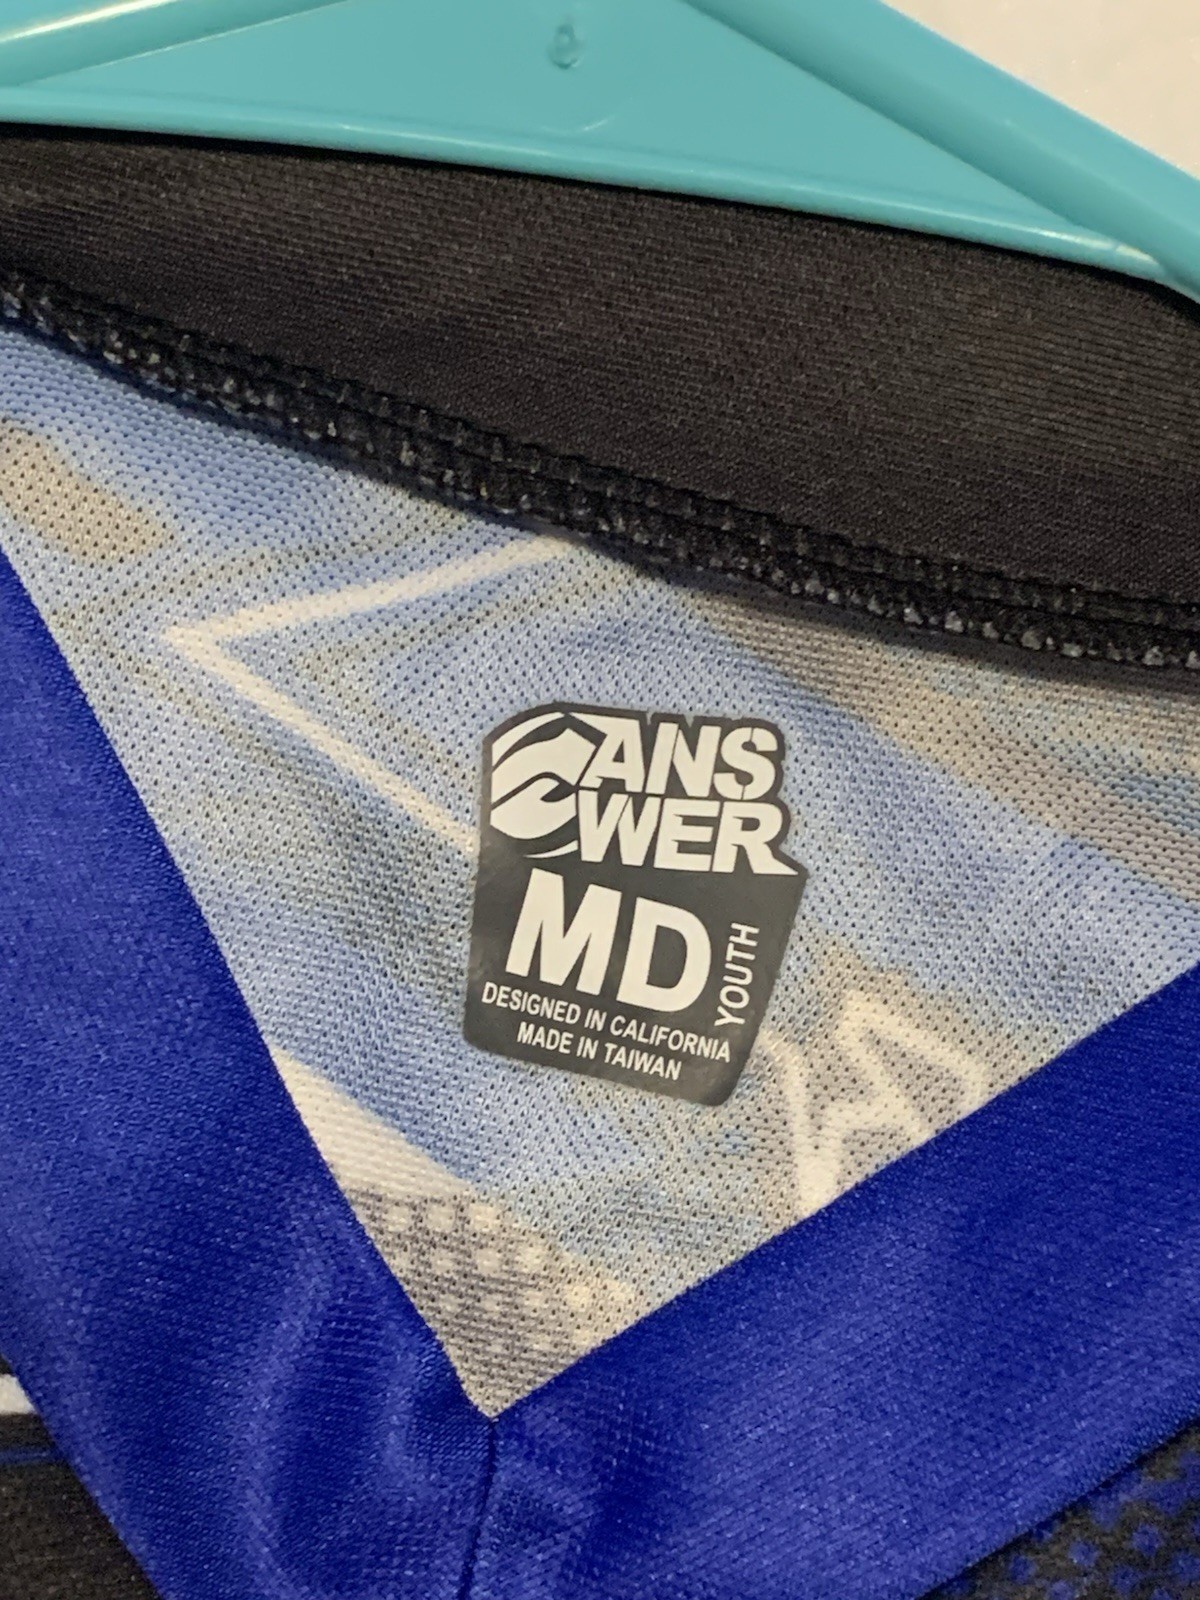 ANS
WER
MD
YOUTH
DESIGNED IN CALIFORNIA
MADE IN TAIWAN